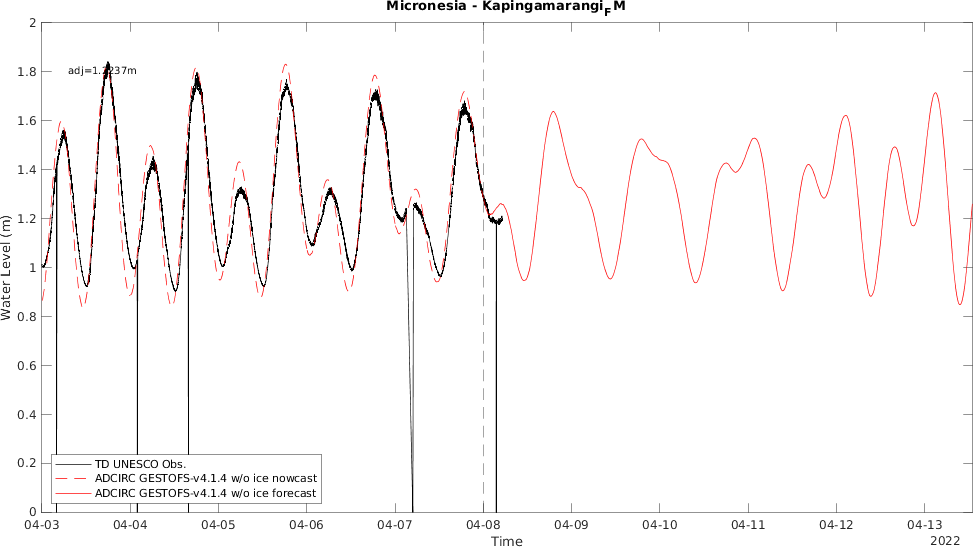 Micronesia - KapingamarangiFM
2
1.8
1.6
1.4
1.2
1
0.8
0.6
0.4
0.2
0
Water Level (m)
TD UNESCO Obs.
ADCIRC GESTOFS-v4.1.4 w/o ice nowcast
ADCIRC GESTOFS-v4.1.4 w/o ice forecast
04-03 04-04 04-05 04-06 04-07 04-08 04-09 04-10 04-11 04-12 04-13
Time
2022